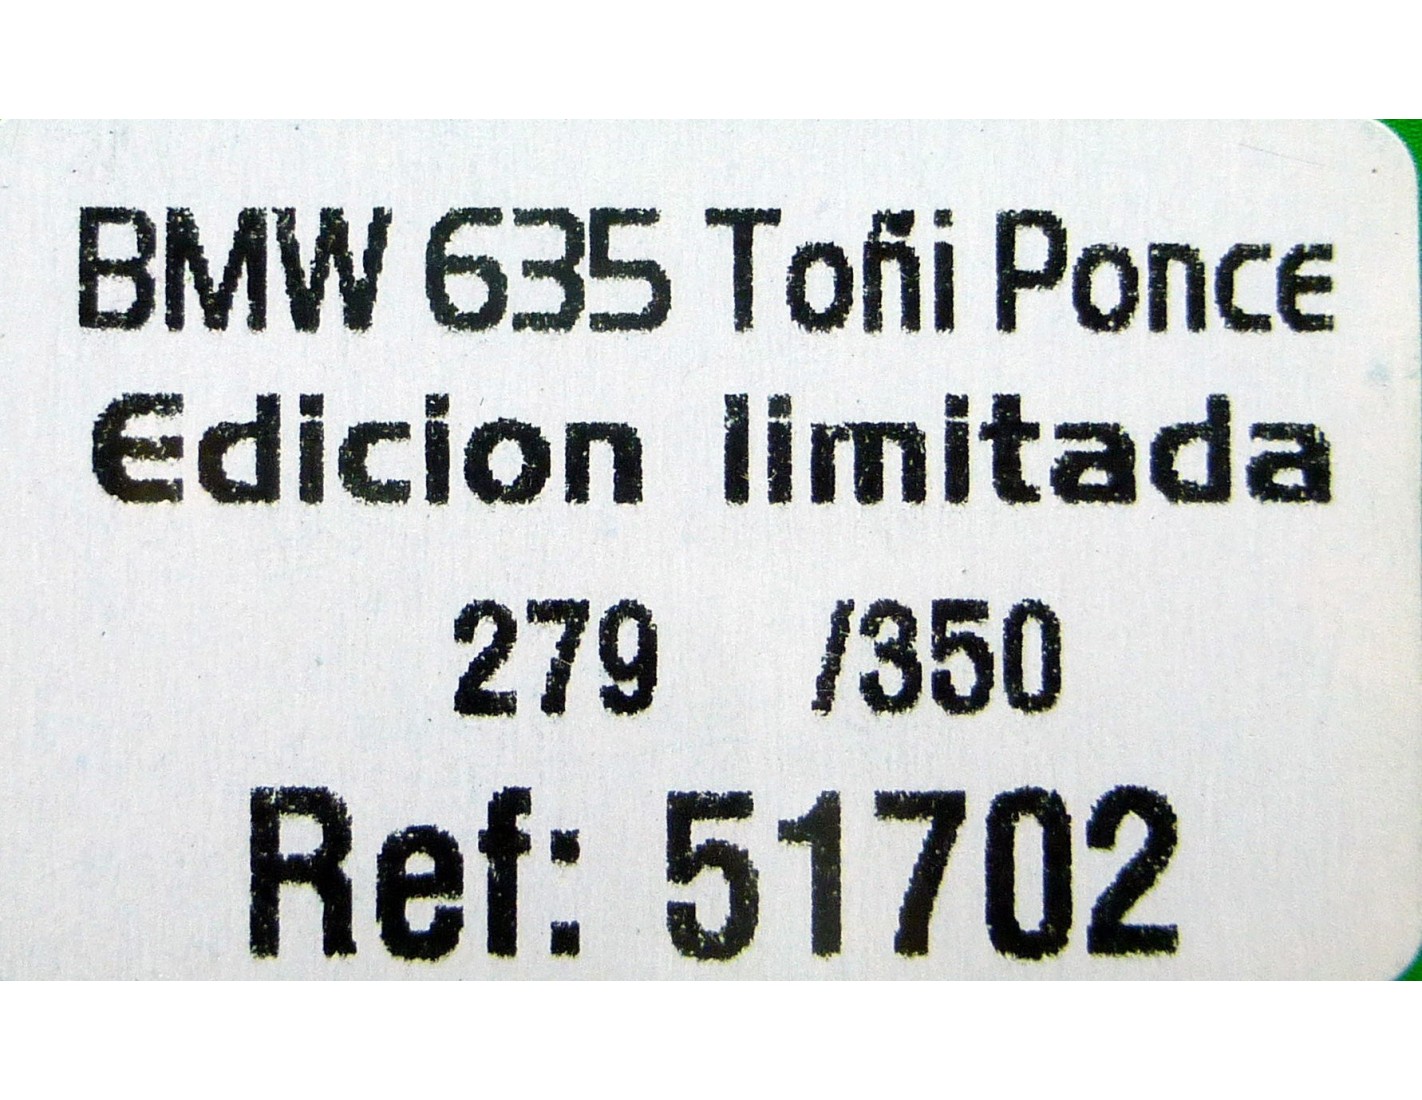 BMW 635 Toñi Ponce
Edicion limitada
279 /350
Ref: 51702